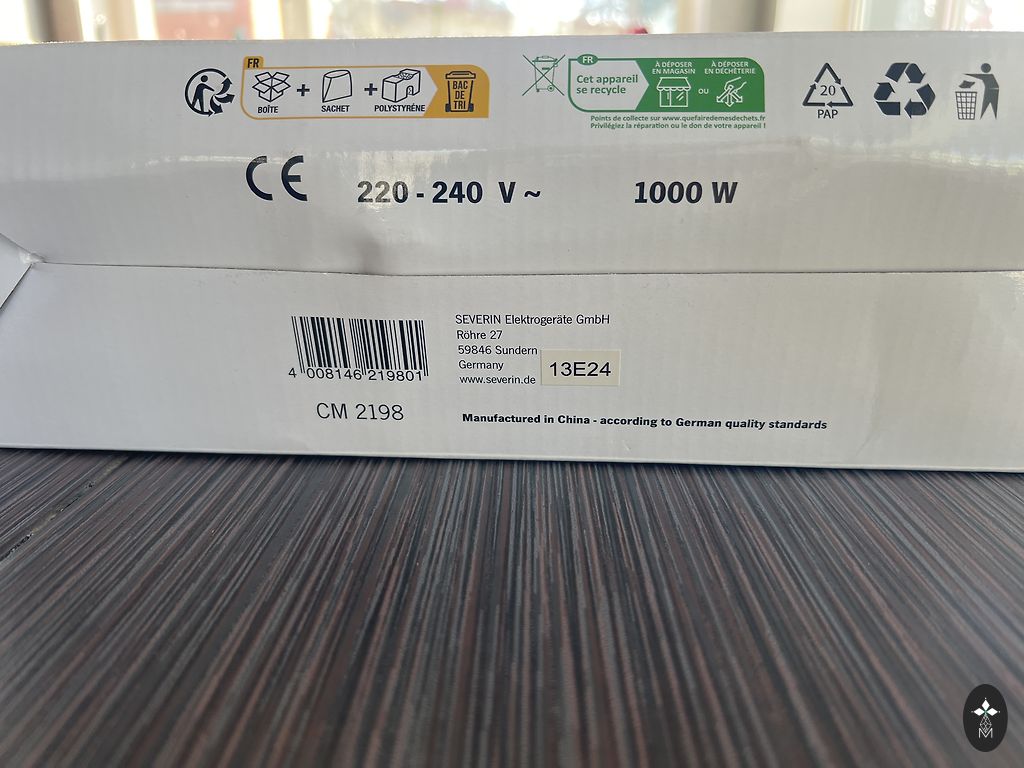 FR
BOÎTE + SACHET + POLYSTYRÈNE
BAC
DE
TRI
FR
Cet appareil
se recycle
À DÉPOSER
EN MAGASIN
OU
À DÉPOSER
EN DÉCHÈTERIE
Points de collecte sur www.quefairedemesdechets.fr
Privilégiez la réparation ou le don de votre appareil !
20
PAP
CE
220 - 240 V ~
1000 W
4 008146 219801
CM 2198
SEVERIN Elektrogeräte GmbH
Röhre 27
59846 Sundern
Germany
www.severin.de
13E24
Manufactured in China - according to German quality standards
M